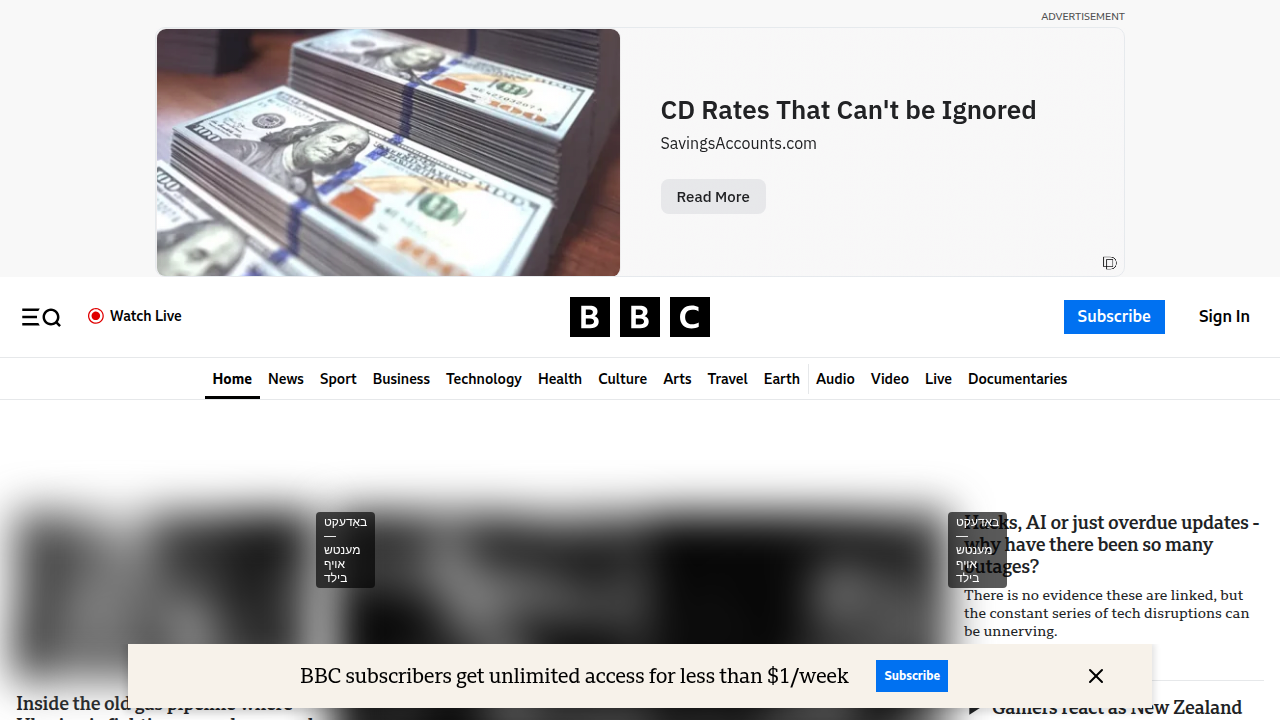 ADVERTISEMENT
CD Rates That Can't be Ignored
SavingsAccounts.com
Read More
Watch Live
BBC
Subscribe
Sign In
Home News Sport Business Technology Health Culture Arts Travel Earth Audio Video Live Documentaries
באַדעקט
—
מענטש
אויף
בילד
באַדעקט
—
מענטש
אויף
בילד
Hacks, AI or just overdue updates -
why have there been so many
outages?
There is no evidence these are linked, but
the constant series of tech disruptions can
be unnerving.
BBC subscribers get unlimited access for less than $1/week
Subscribe
Inside the old gas pipeline where
Gamers react as New Zealand